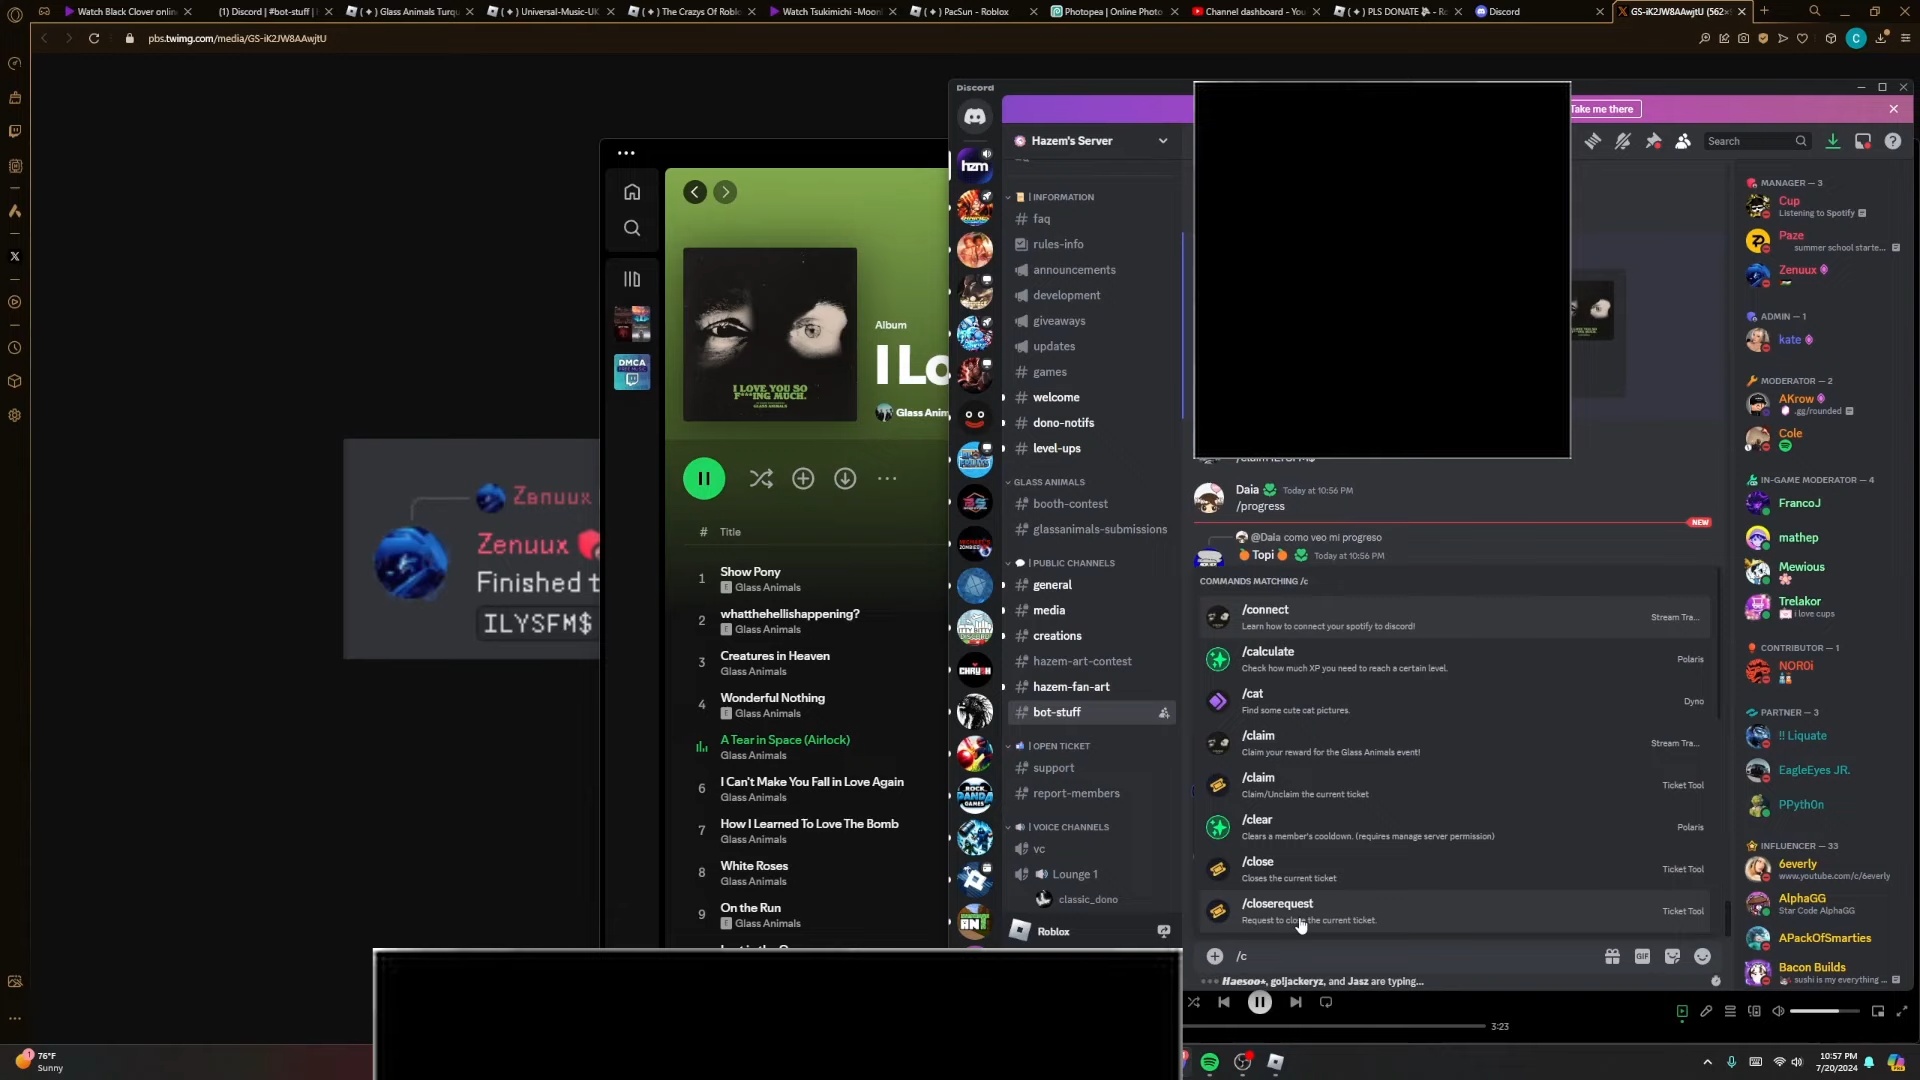 Watch Black Clover onlin
(1) Discord | #bot-stuff | h
( ✦ ) Glass Animals Turqu
( ✦ ) Universal-Music-UK
( ✦ ) The Crazys Of Robl
Watch Tsukimichi -Moonl
( ✦ ) PacSun - Roblox
Photopea | Online Photo
Channel dashboard - You
( ✦ ) PLS DONATE - Ro
Discord
GS-iK2JW8AAwjtU (562×
pbs.twimg.com/media/GS-iK2JW8AAwjtU
C
Zenuux
Zenuux
Finished t
ILYSFM$
DMCA
Album
I Lo
Glass Anim
I LOVE YOU SO
F***ING MUCH.
# Title
1 Show Pony
E Glass Animals
2 whatthehellishappening?
E Glass Animals
3 Creatures in Heaven
Glass Animals
4 Wonderful Nothing
E Glass Animals
A Tear in Space (Airlock)
Glass Animals
6 I Can't Make You Fall in Love Again
Glass Animals
7 How I Learned To Love The Bomb
Glass Animals
8 White Roses
Glass Animals
9 On the Run
E Glass Animals
Discord
Take me there
hzm
Hazem's Server
Search
INFORMATION
faq
rules-info
announcements
development
giveaways
updates
games
welcome
dono-notifs
level-ups
GLASS ANIMALS
booth-contest
glassanimals-submissions
| PUBLIC CHANNELS
general
media
creations
hazem-art-contest
hazem-fan-art
bot-stuff
| OPEN TICKET
support
report-members
| VOICE CHANNELS
vc
Lounge 1
classic_dono
Roblox
Daia Today at 10:56 PM
/progress
NEW
@Daia como veo mi progreso
Topi Today at 10:56 PM
COMMANDS MATCHING /c
/connect
Learn how to connect your spotify to discord!
Stream Tra...
/calculate
Check how much XP you need to reach a certain level.
Polaris
/cat
Find some cute cat pictures.
Dyno
/claim
Claim your reward for the Glass Animals event!
Stream Tra...
/claim
Claim/Unclaim the current ticket
Ticket Tool
/clear
Clears a member's cooldown. (requires manage server permission)
Polaris
/close
Closes the current ticket
Ticket Tool
/closerequest
Request to close the current ticket.
Ticket Tool
/c
GIF
Haesoo+, go!jackeryz, and Jasz are typing...
3:23
MANAGER — 3
Cup
Listening to Spotify
Paze
summer school starte...
Zenuux
ADMIN — 1
kate
MODERATOR — 2
AKrow
.gg/rounded
Cole
IN-GAME MODERATOR — 4
FrancoJ
mathep
Mewious
Trelakor
i love cups
CONTRIBUTOR — 1
NOR0i
PARTNER — 3
!! Liquate
EagleEyes JR.
PPyth0n
INFLUENCER — 33
6everly
www.youtube.com/c/6everly
AlphaGG
Star Code AlphaGG
APackOfSmarties
Bacon Builds
sushi is my everything ...
76°F
Sunny
10:57 PM
7/20/2024